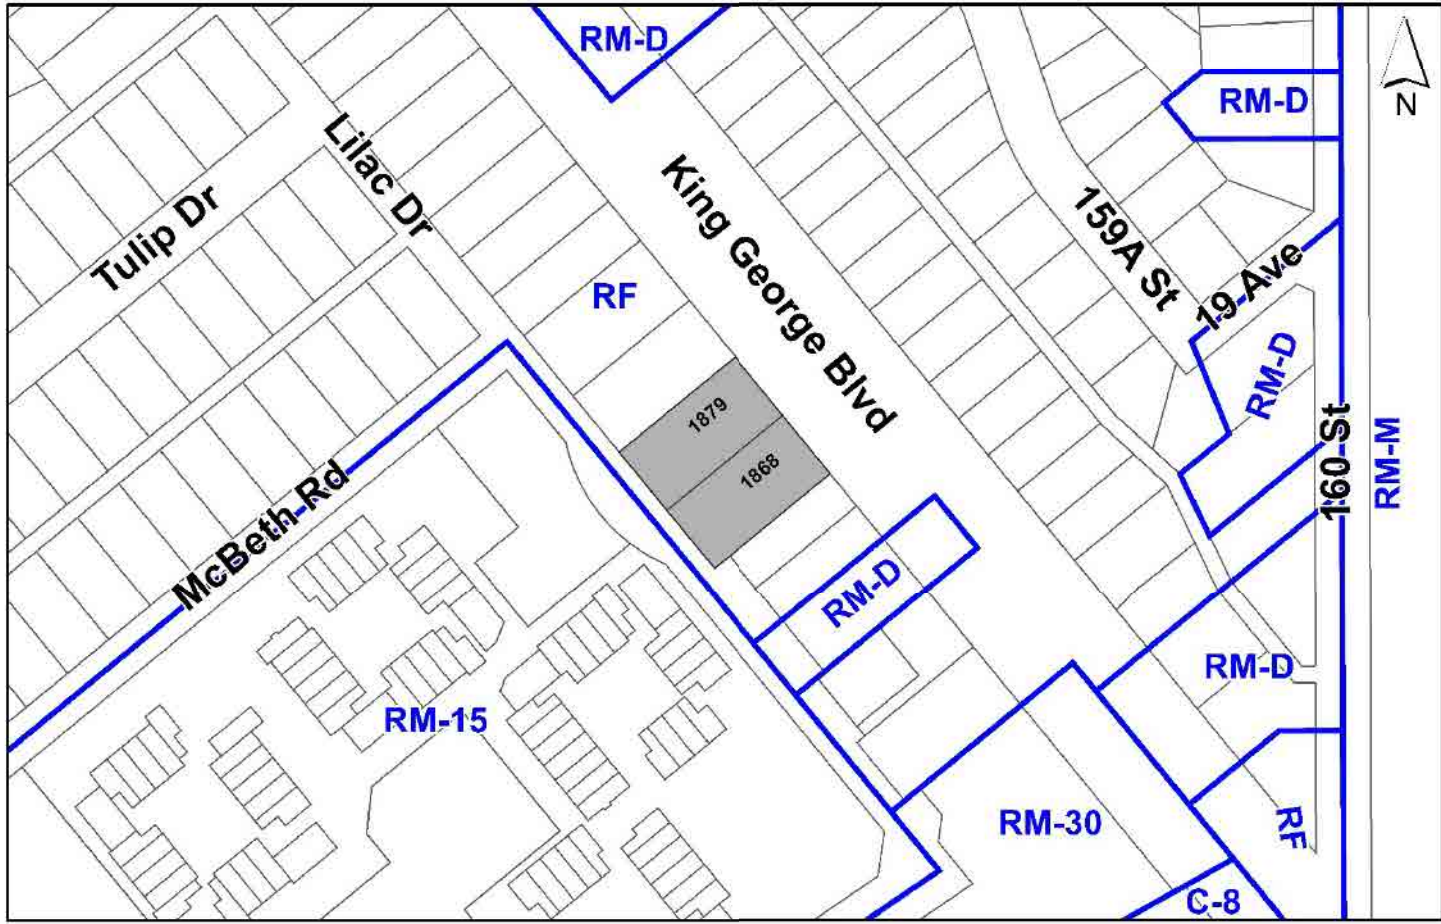 RM-D
RM-D
N
Lilac Dr
Tulip Dr
King George Blvd
159A St
19 Ave
RF
RM-D
1879
1868
160 St
RM-M
McBeth Rd
RM-D
RM-D
RM-15
RM-30
RF
C-8